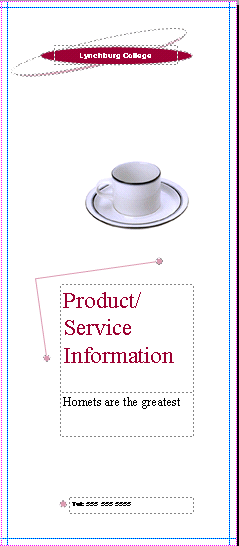 Lynchburg College
Product/
Service
Information
Hornets are the greatest
Tel: 555 555 5555